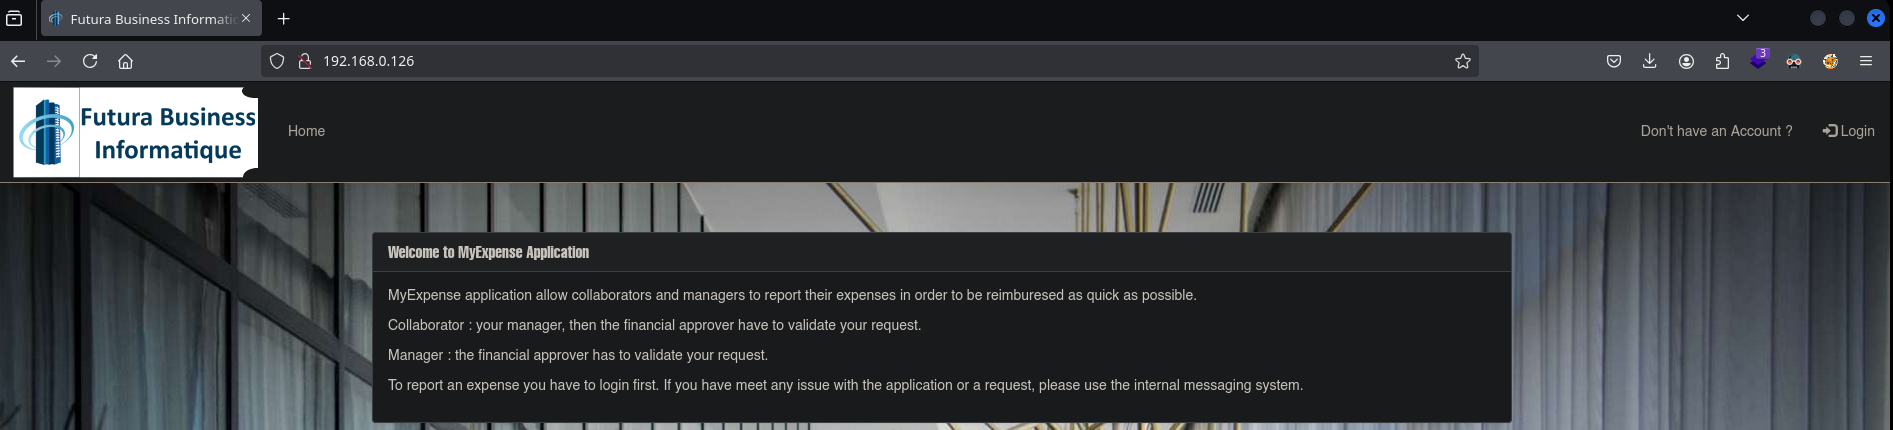 Futura Business Informatic
192.168.0.126
3
Futura Business
Informatique
Home
Don't have an Account ?
Login
Welcome to MyExpense Application
MyExpense application allow collaborators and managers to report their expenses in order to be reimburesed as quick as possible.
Collaborator : your manager, then the financial approver have to validate your request.
Manager : the financial approver has to validate your request.
To report an expense you have to login first. If you have meet any issue with the application or a request, please use the internal messaging system.